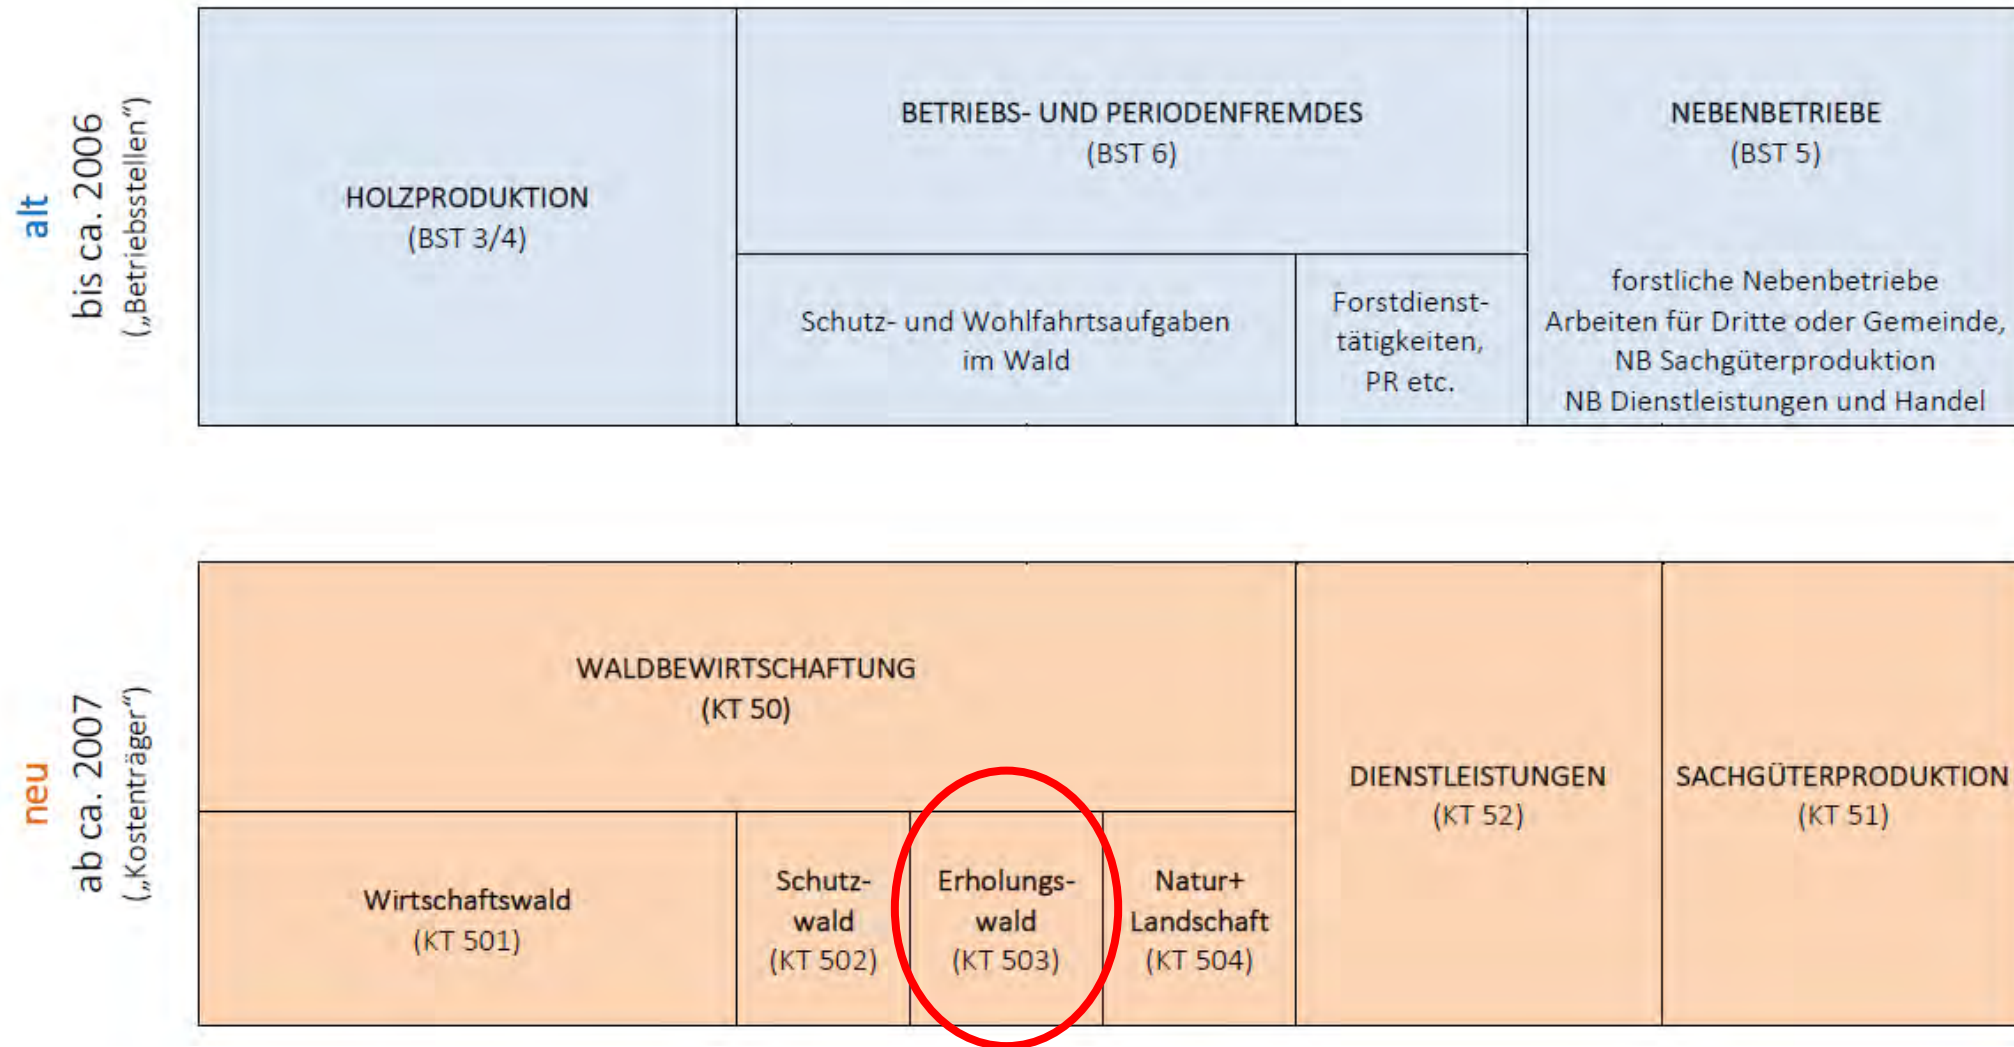 alt
bis ca. 2006
(„Betriebsstellen“)
HOLZPRODUKTION
(BST 3/4)
BETRIEBS- UND PERIODENFREMDES
(BST 6)
Schutz- und Wohlfahrtsaufgaben
im Wald
Forstdienst-
tätigkeiten,
PR etc.
NEBENBETRIEBE
(BST 5)
forstliche Nebenbetriebe
Arbeiten für Dritte oder Gemeinde,
NB Sachgüterproduktion
NB Dienstleistungen und Handel
neu
ab ca. 2007
(„Kostenträger“)
WALDBEWIRTSCHAFTUNG
(KT 50)
Wirtschaftswald
(KT 501)
Schutz-
wald
(KT 502)
Erholungs-
wald
(KT 503)
Natur+
Landschaft
(KT 504)
DIENSTLEISTUNGEN
(KT 52)
SACHGÜTERPRODUKTION
(KT 51)